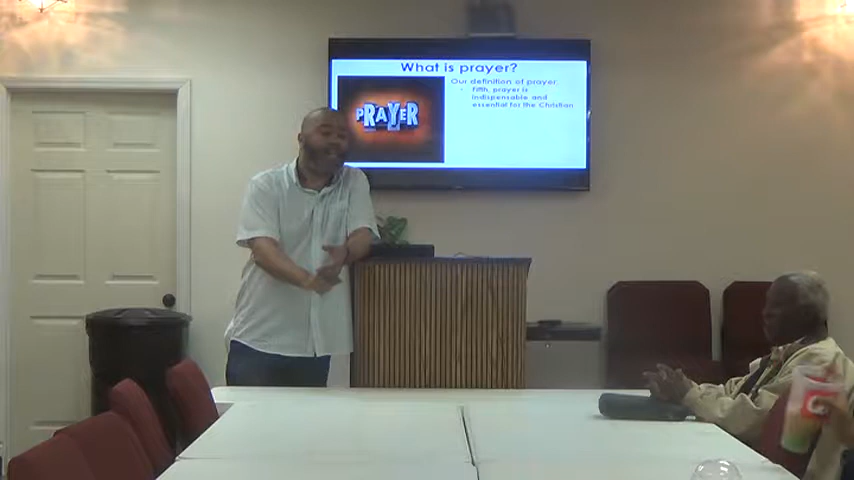 What is prayer?
Our definition of prayer:
Fifth, prayer is
indispensable and
essential for the Christian
PRAYER